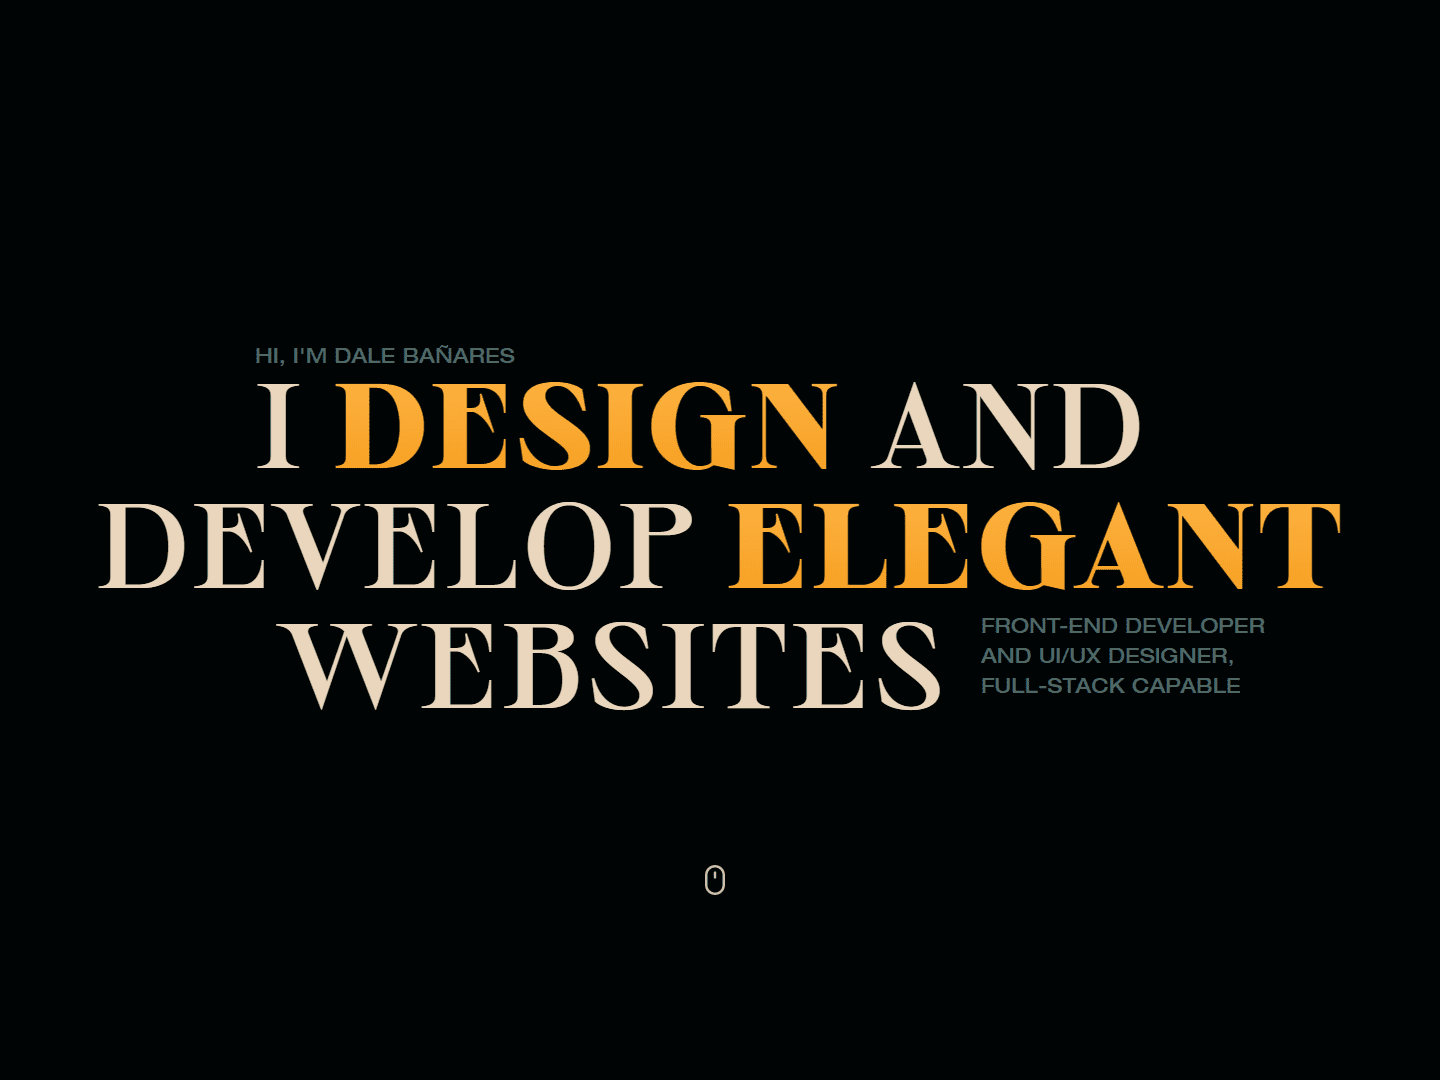 HI, I'M DALE BAÑARES
I DESIGN AND
DEVELOP ELEGANT
WEBSITES
FRONT-END DEVELOPER
AND UI/UX DESIGNER,
FULL-STACK CAPABLE